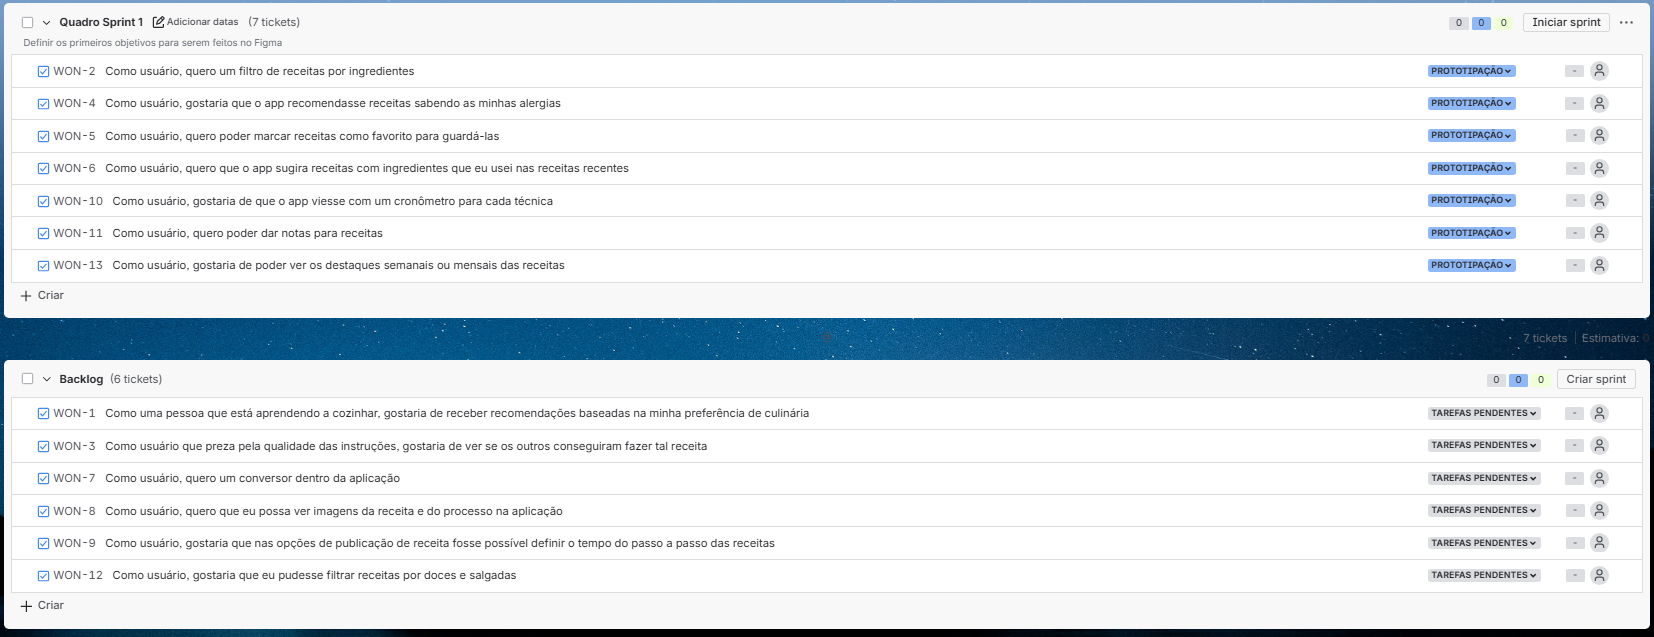 Quadro Sprint 1 Adicionar datas (7 tickets) 0 0 0 Iniciar sprint
Definir os primeiros objetivos para serem feitos no Figma
WON-2 Como usuário, quero um filtro de receitas por ingredientes PROTOTIPAÇÃO -
WON-4 Como usuário, gostaria que o app recomendasse receitas sabendo as minhas alergias PROTOTIPAÇÃO -
WON-5 Como usuário, quero poder marcar receitas como favorito para guardá-las PROTOTIPAÇÃO -
WON-6 Como usuário, quero que o app sugira receitas com ingredientes que eu usei nas receitas recentes PROTOTIPAÇÃO -
WON-10 Como usuário, gostaria de que o app viesse com um cronômetro para cada técnica PROTOTIPAÇÃO -
WON-11 Como usuário, quero poder dar notas para receitas PROTOTIPAÇÃO -
WON-13 Como usuário, gostaria de poder ver os destaques semanais ou mensais das receitas PROTOTIPAÇÃO -
Criar
7 tickets Estimativa: 0
Backlog (6 tickets) 0 0 0 Criar sprint
WON-1 Como uma pessoa que está aprendendo a cozinhar, gostaria de receber recomendações baseadas na minha preferência de culinária TAREFAS PENDENTES -
WON-3 Como usuário que preza pela qualidade das instruções, gostaria de ver se os outros conseguiram fazer tal receita TAREFAS PENDENTES -
WON-7 Como usuário, quero um conversor dentro da aplicação TAREFAS PENDENTES -
WON-8 Como usuário, quero que eu possa ver imagens da receita e do processo na aplicação TAREFAS PENDENTES -
WON-9 Como usuário, gostaria que nas opções de publicação de receita fosse possível definir o tempo do passo a passo das receitas TAREFAS PENDENTES -
WON-12 Como usuário, gostaria que eu pudesse filtrar receitas por doces e salgadas TAREFAS PENDENTES -
Criar